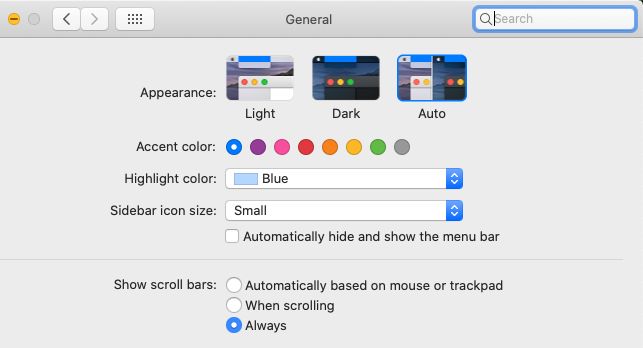 General
Search
Appearance:
Light Dark Auto
Accent color:
Highlight color: Blue
Sidebar icon size: Small
Automatically hide and show the menu bar
Show scroll bars: Automatically based on mouse or trackpad
When scrolling
Always